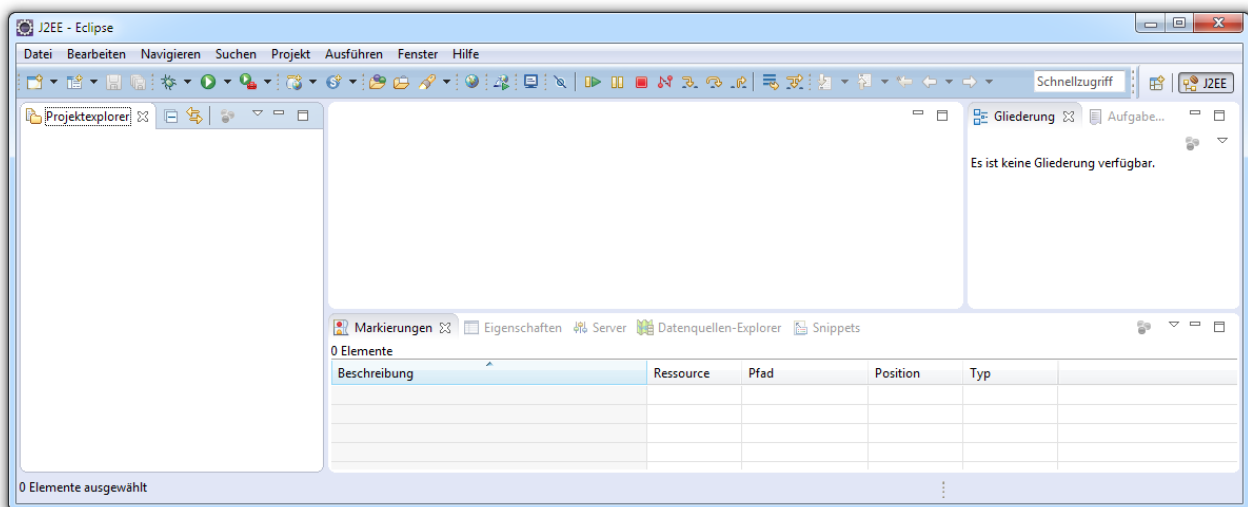 J2EE - Eclipse
Datei Bearbeiten Navigieren Suchen Projekt Ausführen Fenster Hilfe
Schnellzugriff J2EE
Projektexplorer
Gliederung Aufgabe...
Es ist keine Gliederung verfügbar.
Markierungen Eigenschaften Server Datenquellen-Explorer Snippets
0 Elemente
Beschreibung Ressource Pfad Position Typ
0 Elemente ausgewählt